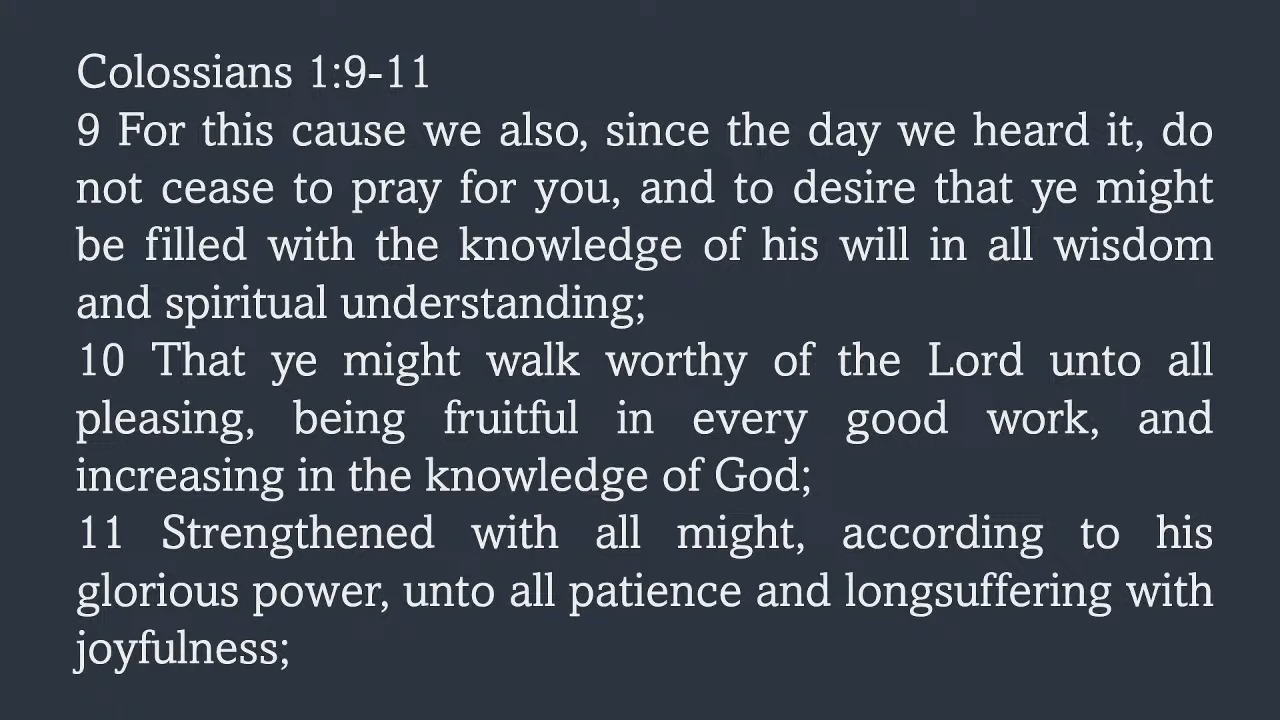 Colossians 1:9-11
9 For this cause we also, since the day we heard it, do
not cease to pray for you, and to desire that ye might
be filled with the knowledge of his will in all wisdom
and spiritual understanding;
10 That ye might walk worthy of the Lord unto all
pleasing, being fruitful in every good work, and
increasing in the knowledge of God;
11 Strengthened with all might, according to his
glorious power, unto all patience and longsuffering with
joyfulness;